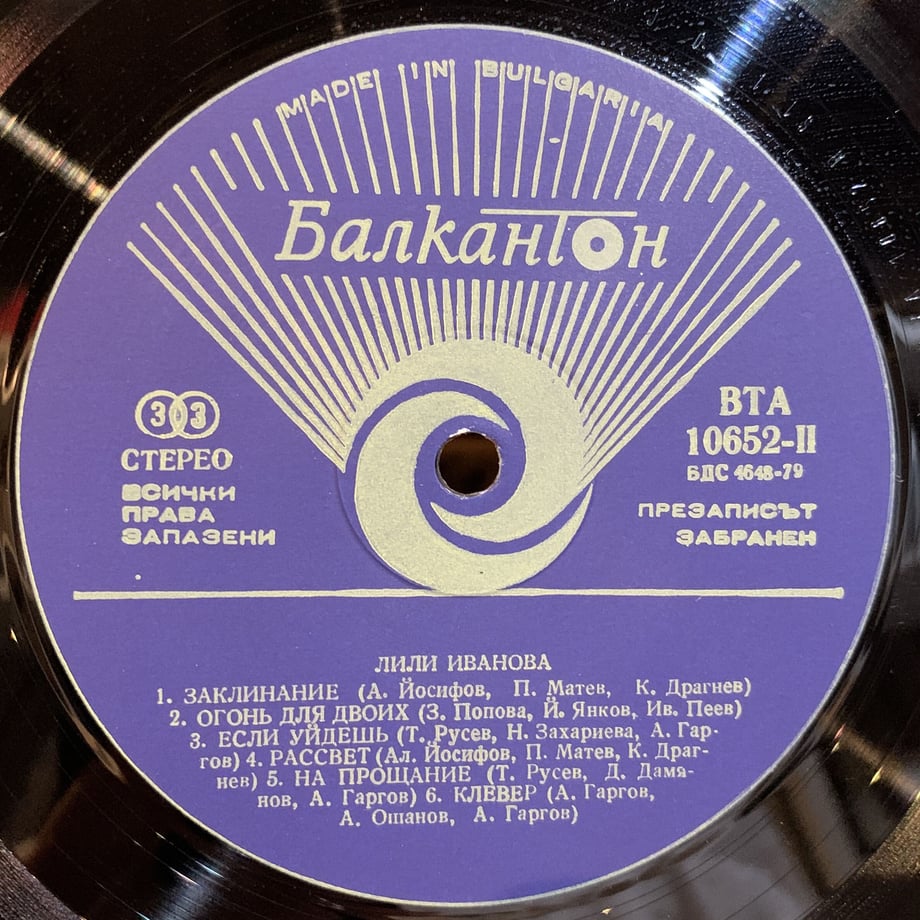 MADE IN BULGARIA
Балкантон
33
СТЕРЕО
ВСИЧКИ
ПРАВА
ЗАПАЗЕНИ
ВТА
10652-II
БДС 4648-79
ПРЕЗАПИСЪТ
ЗАБРАНЕН
ЛИЛИ ИВАНОВА
1. ЗАКЛИНАНИЕ (А. Йосифов, П. Матев, К. Драгнев)
2. ОГОНЬ ДЛЯ ДВОИХ (З. Попова, Й. Янков, Ив. Пеев)
3. ЕСЛИ УЙДЕШЬ (Т. Русев, Н. Захариева, А. Гар-
гов) 4. РАССВЕТ (Ал. Йосифов, П. Матев, К. Драг-
нев) 5. НА ПРОЩАНИЕ (Т. Русев, Д. Дамя-
нов, А. Гаргов) 6. КЛЕВЕР (А. Гаргов,
А. Ошанов, А. Гаргов)